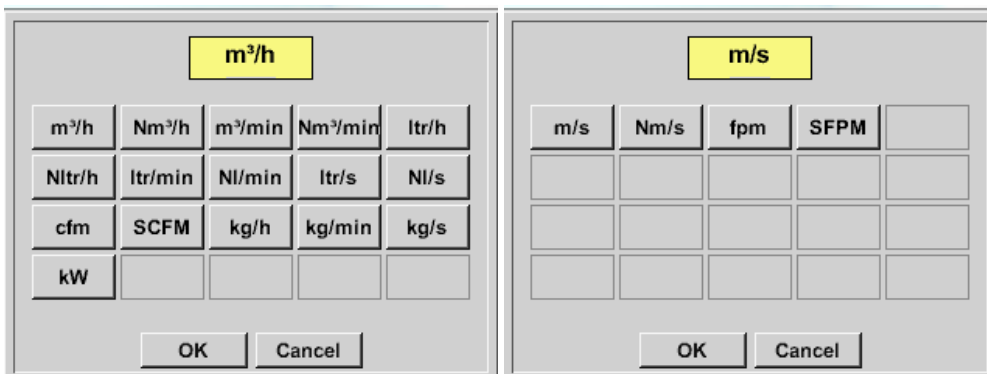 m³/h
m³/h Nm³/h m³/min Nm³/min ltr/h
Nltr/h ltr/min Nl/min ltr/s Nl/s
cfm SCFM kg/h kg/min kg/s
kW
OK Cancel
m/s
m/s Nm/s fpm SFPM
OK Cancel